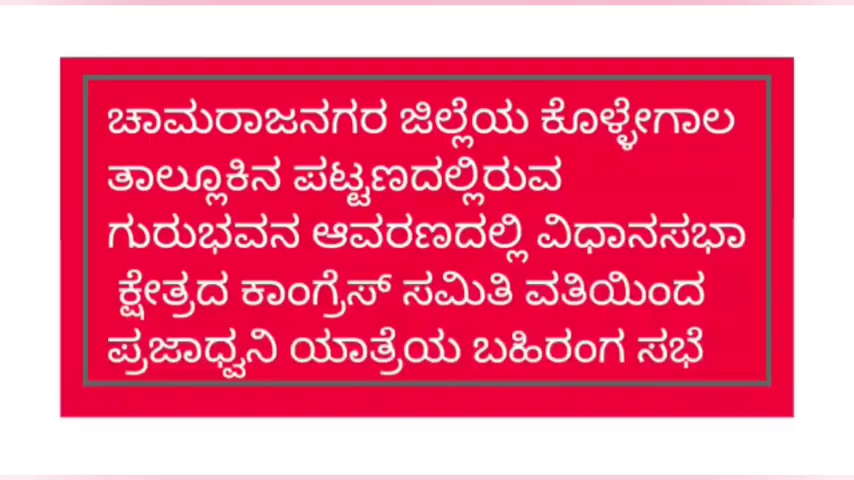 ಚಾಮರಾಜನಗರ ಜಿಲ್ಲೆಯ ಕೊಳ್ಳೇಗಾಲ
ತಾಲ್ಲೂಕಿನ ಪಟ್ಟಣದಲ್ಲಿರುವ
ಗುರುಭವನ ಆವರಣದಲ್ಲಿ ವಿಧಾನಸಭಾ
ಕ್ಷೇತ್ರದ ಕಾಂಗ್ರೆಸ್ ಸಮಿತಿ ವತಿಯಿಂದ
ಪ್ರಜಾಧ್ವನಿ ಯಾತ್ರೆಯ ಬಹಿರಂಗ ಸಭೆ